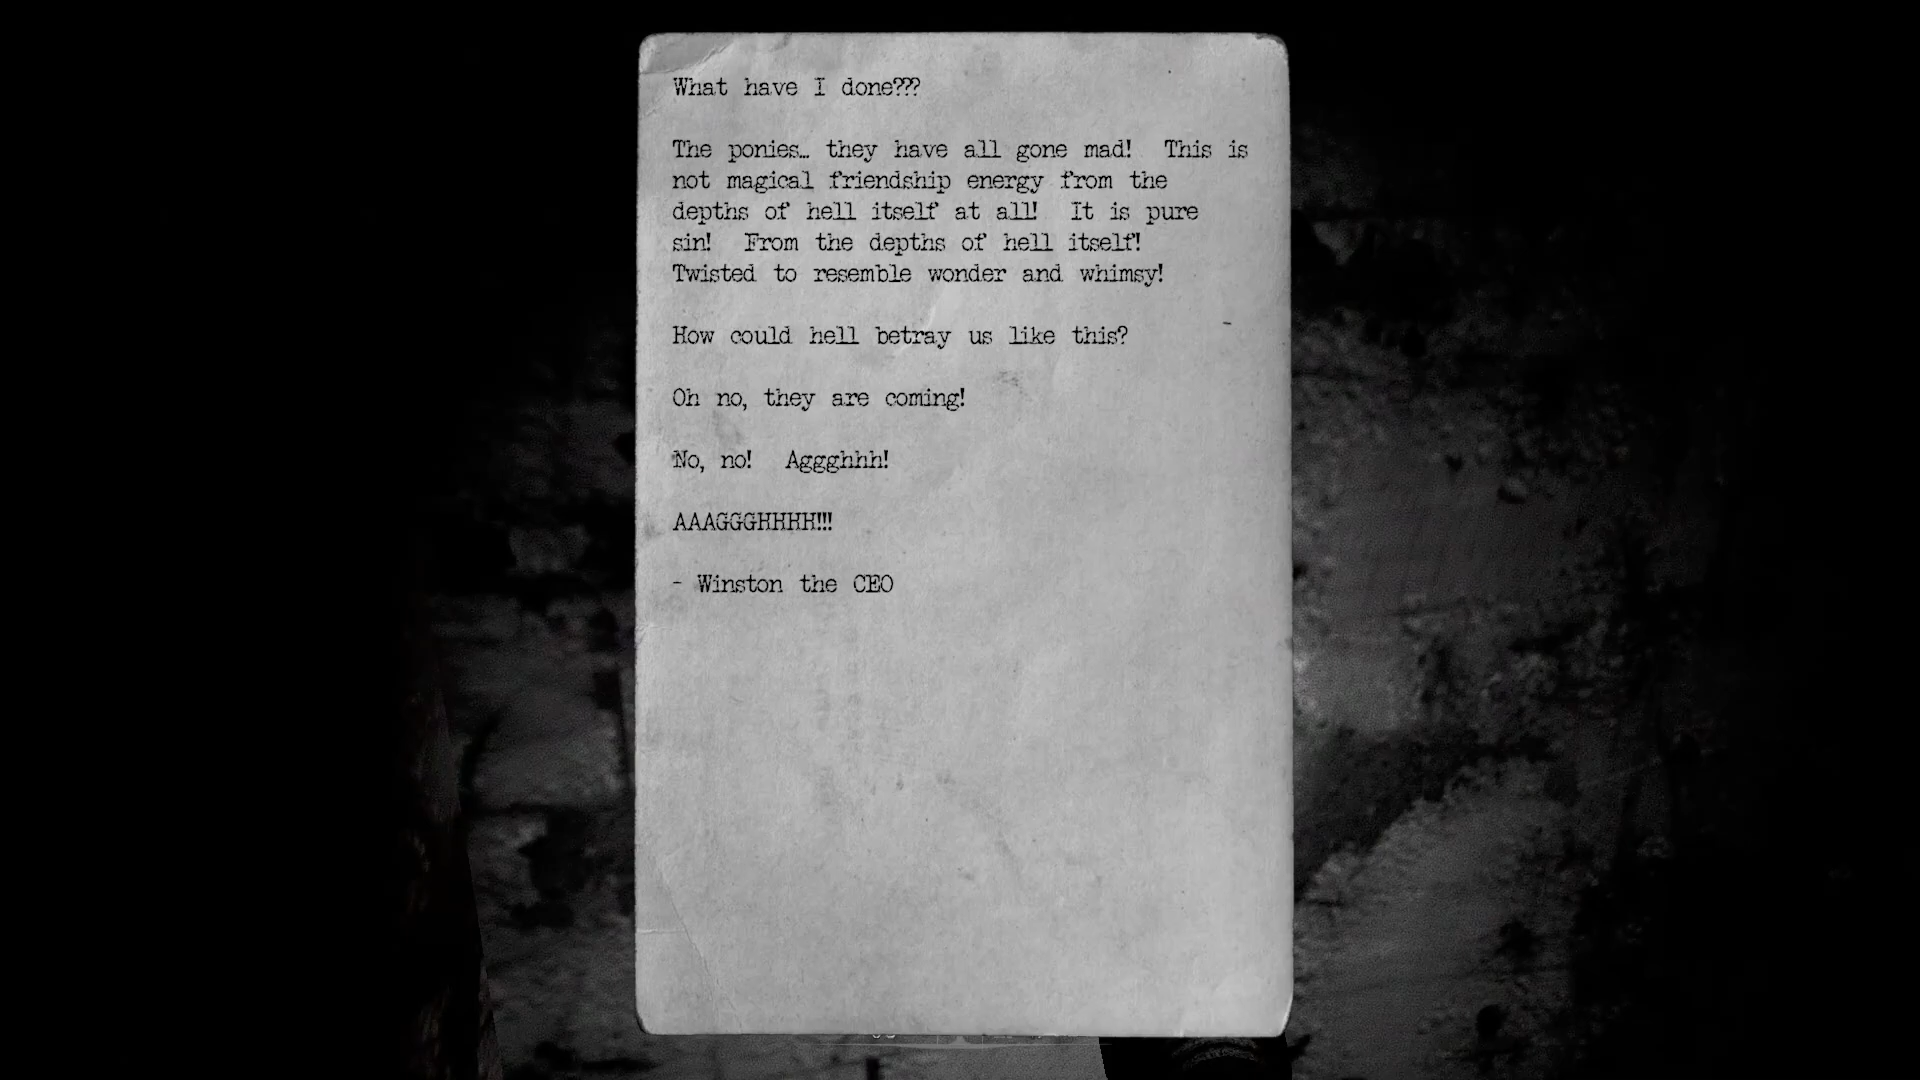 What have I done???
The ponies... they have all gone mad!  This is
not magical friendship energy from the
depths of hell itself at all!  It is pure
sin!  From the depths of hell itself!
Twisted to resemble wonder and whimsy!
How could hell betray us like this?
Oh no, they are coming!
No, no!  Aggghhh!
AAAGGGHHHH!!!
- Winston the CEO